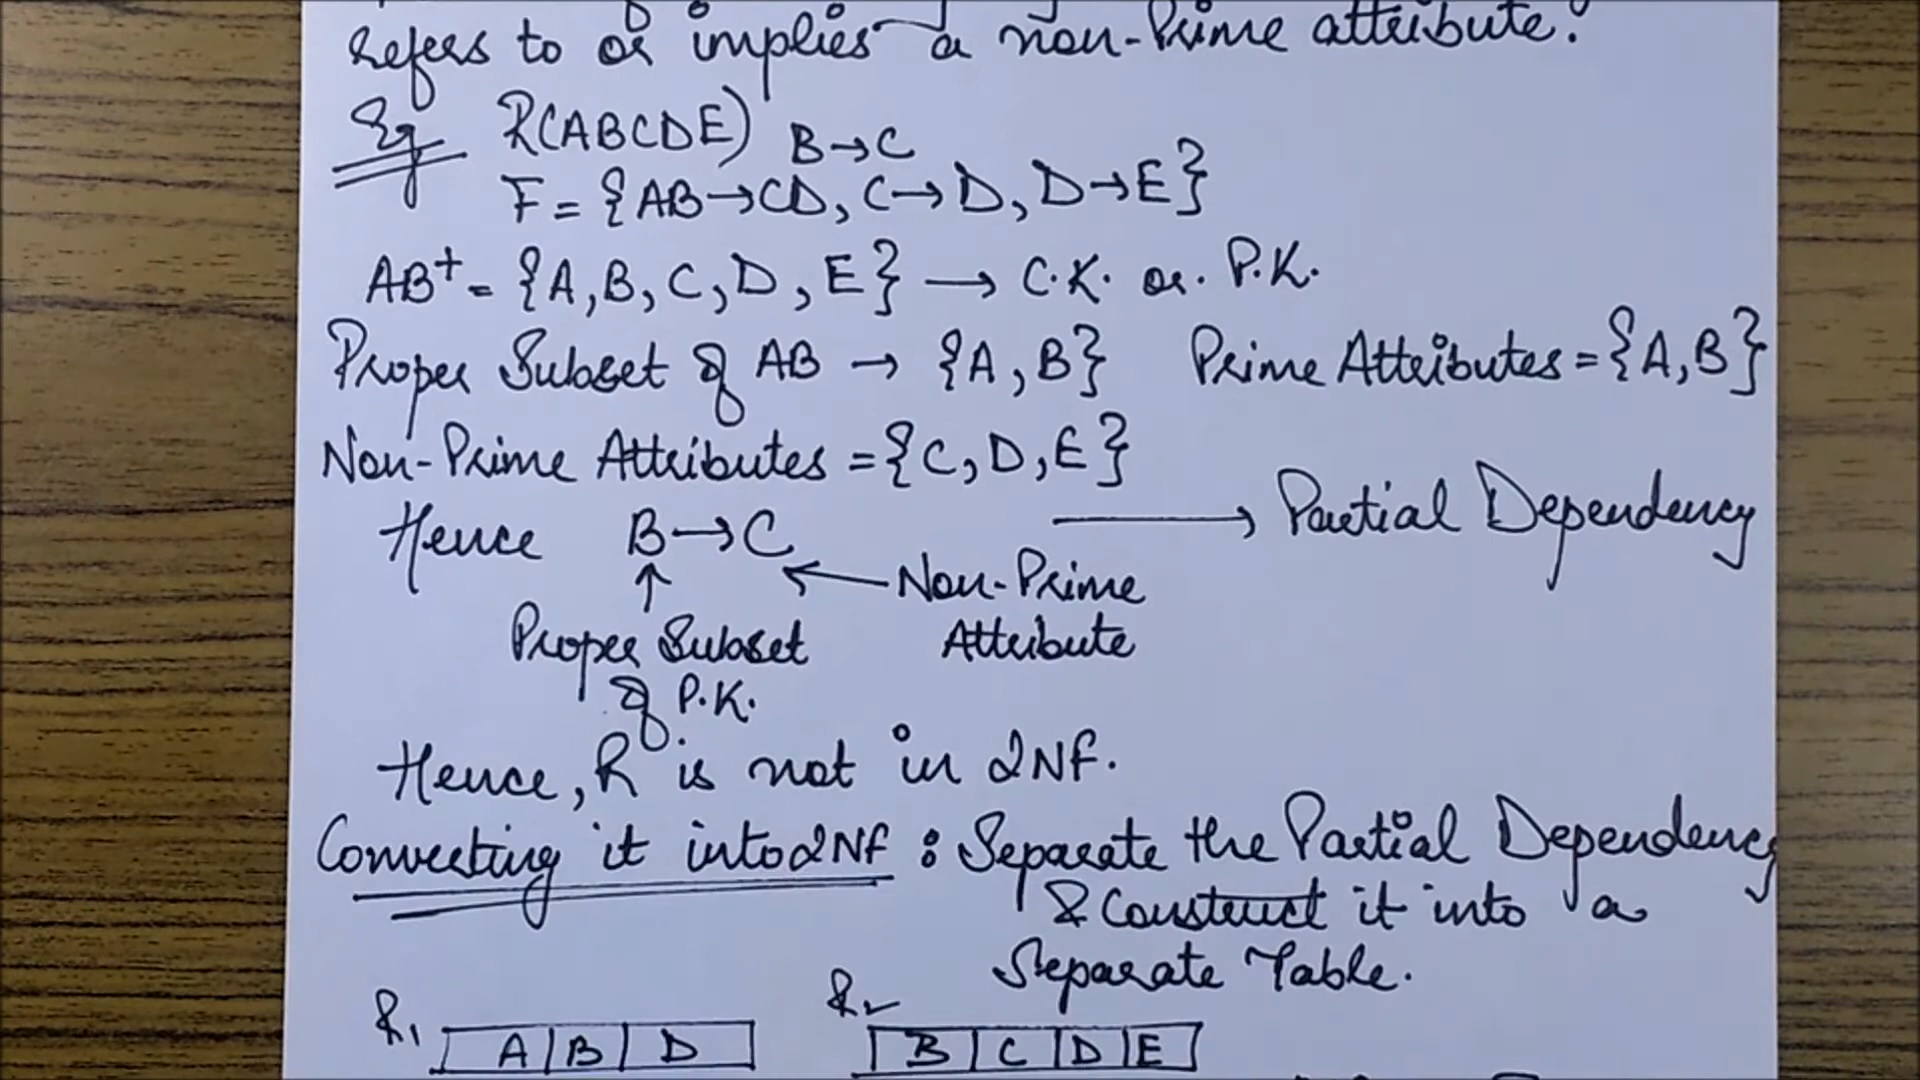 refers to or implies a non-Prime attribute.
Eg R(ABCDE) B→C
F = {AB→CD, C→D, D→E}
AB+ = {A, B, C, D, E} → C.K. or. P.K.
Proper Subset of AB → {A, B} Prime Attributes = {A, B}
Non-Prime Attributes = {C, D, E}
Hence B→C → Partial Dependency
↑ ← Non-Prime
Proper Subset Attribute
of P.K.
Hence, R is not in 2NF.
Converting it into 2NF : Separate the Partial Dependency
& Construct it into a
Separate Table.
R1 R2
A B D B C D E